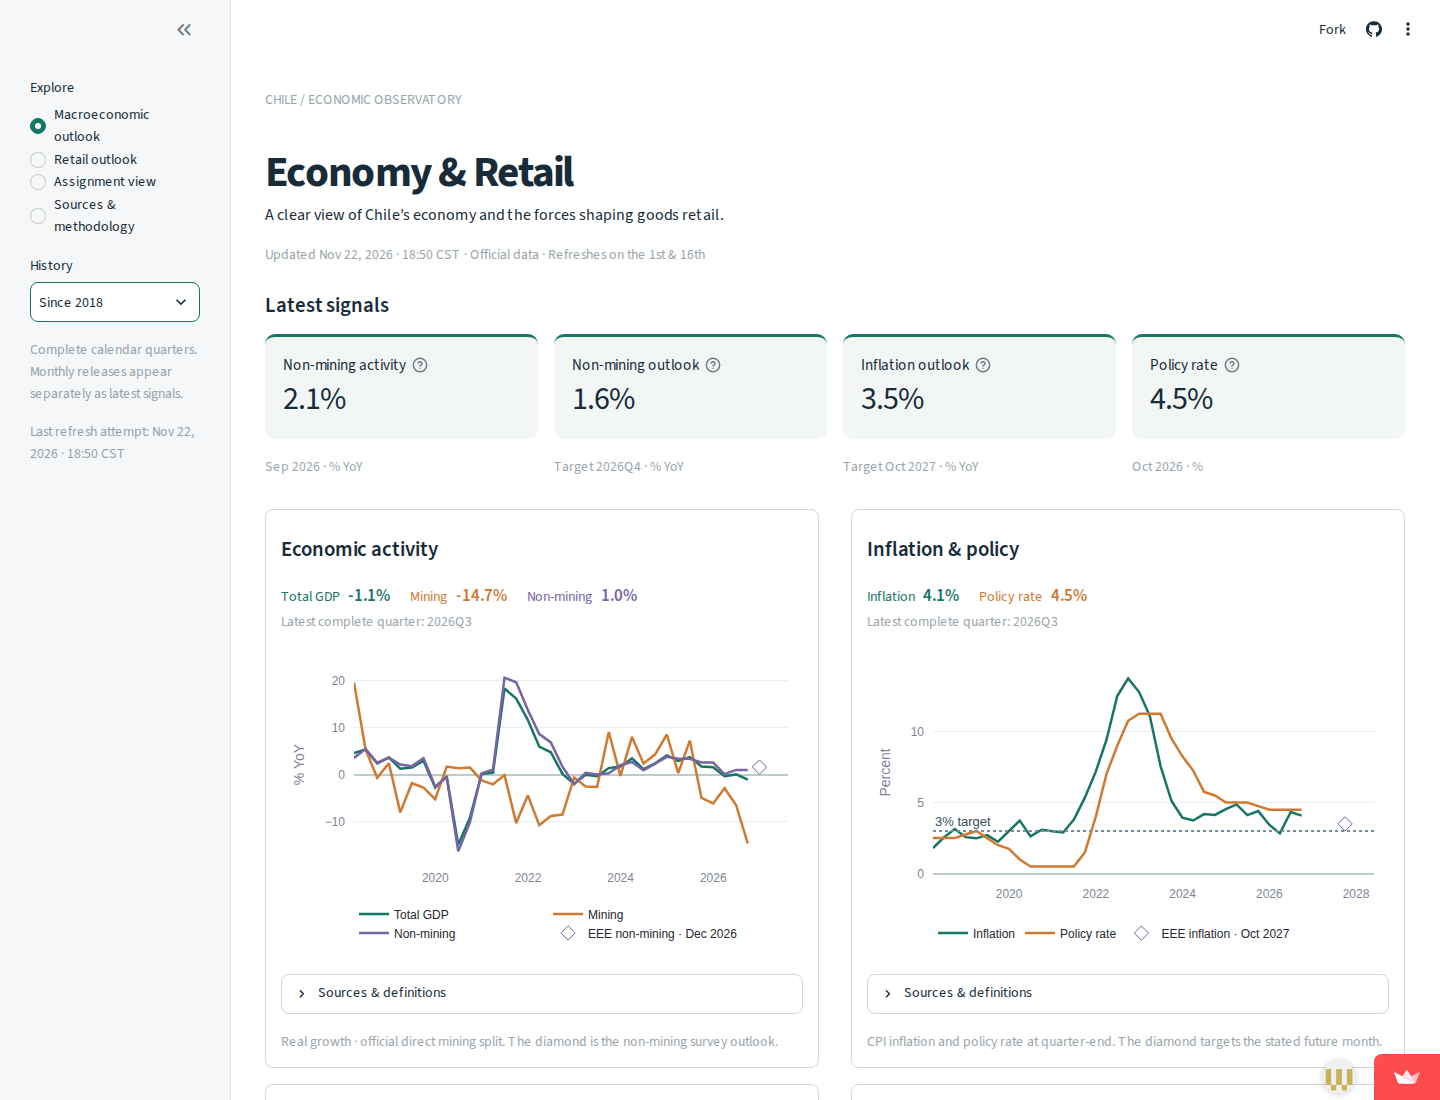 Fork
Explore
Macroeconomic
outlook
Retail outlook
Assignment view
Sources &
methodology
History
Since 2018
Complete calendar quarters.
Monthly releases appear
separately as latest signals.
Last refresh attempt: Nov 22,
2026 · 18:50 CST
CHILE / ECONOMIC OBSERVATORY
Economy & Retail
A clear view of Chile’s economy and the forces shaping goods retail.
Updated Nov 22, 2026 · 18:50 CST · Official data · Refreshes on the 1st & 16th
Latest signals
Non-mining activity
2.1%
Sep 2026 · % YoY
Non-mining outlook
1.6%
Target 2026Q4 · % YoY
Inflation outlook
3.5%
Target Oct 2027 · % YoY
Policy rate
4.5%
Oct 2026 · %
Economic activity
Total GDP -1.1% Mining -14.7% Non-mining 1.0%
Latest complete quarter: 2026Q3
% YoY
20
10
0
−10
2020 2022 2024 2026
Total GDP Mining
Non-mining EEE non-mining · Dec 2026
Sources & definitions
Real growth · official direct mining split. The diamond is the non-mining survey outlook.
Inflation & policy
Inflation 4.1% Policy rate 4.5%
Latest complete quarter: 2026Q3
Percent
10
5
3% target
0
2020 2022 2024 2026 2028
Inflation Policy rate EEE inflation · Oct 2027
Sources & definitions
CPI inflation and policy rate at quarter-end. The diamond targets the stated future month.